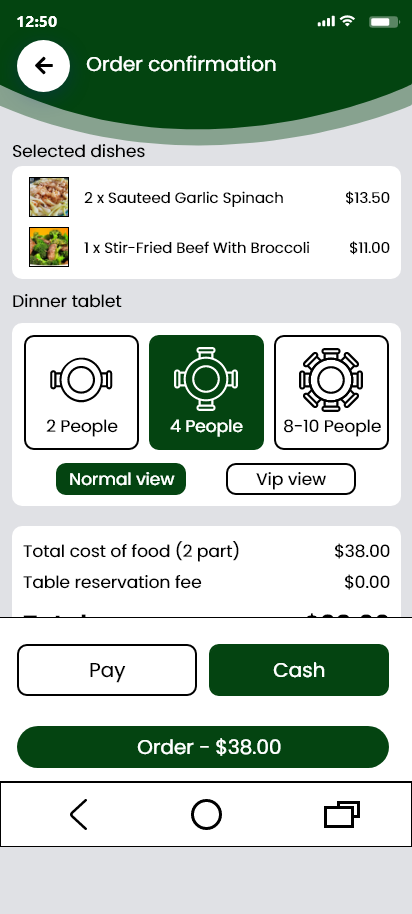 12:50
Order confirmation
Selected dishes
2 x Sauteed Garlic Spinach $13.50
1 x Stir-Fried Beef With Broccoli $11.00
Dinner tablet
2 People 4 People 8-10 People
Normal view Vip view
Total cost of food (2 part) $38.00
Table reservation fee $0.00
Pay Cash
Order - $38.00